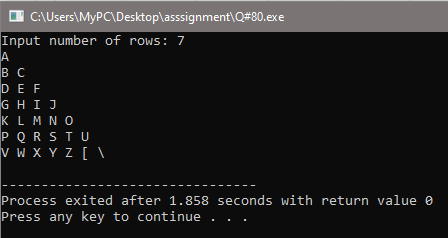 C:\Users\MyPC\Desktop\asssignment\Q#80.exe
Input number of rows: 7
A
B C
D E F
G H I J
K L M N O
P Q R S T U
V W X Y Z [ \
--------------------------------
Process exited after 1.858 seconds with return value 0
Press any key to continue . . .